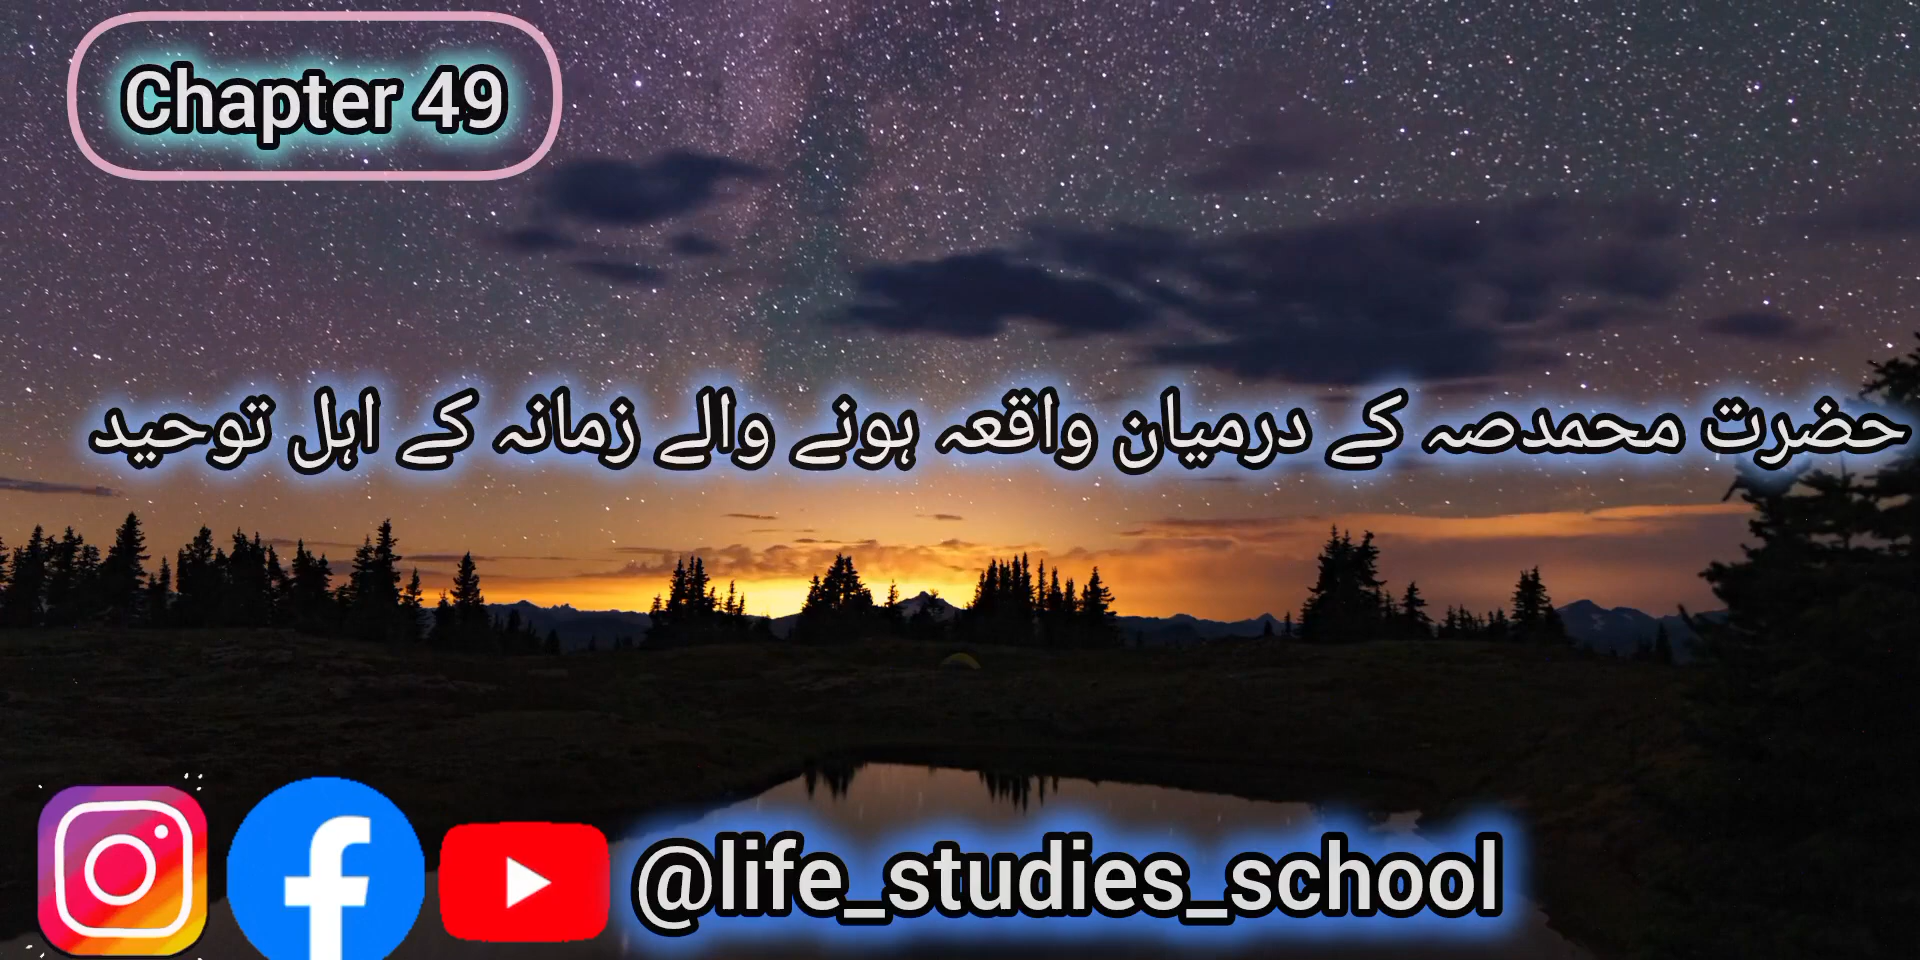 Chapter 49
حضرت محمدصہ کے درمیان واقعہ ہونے والے زمانہ کے اہل توحید
@life_studies_school